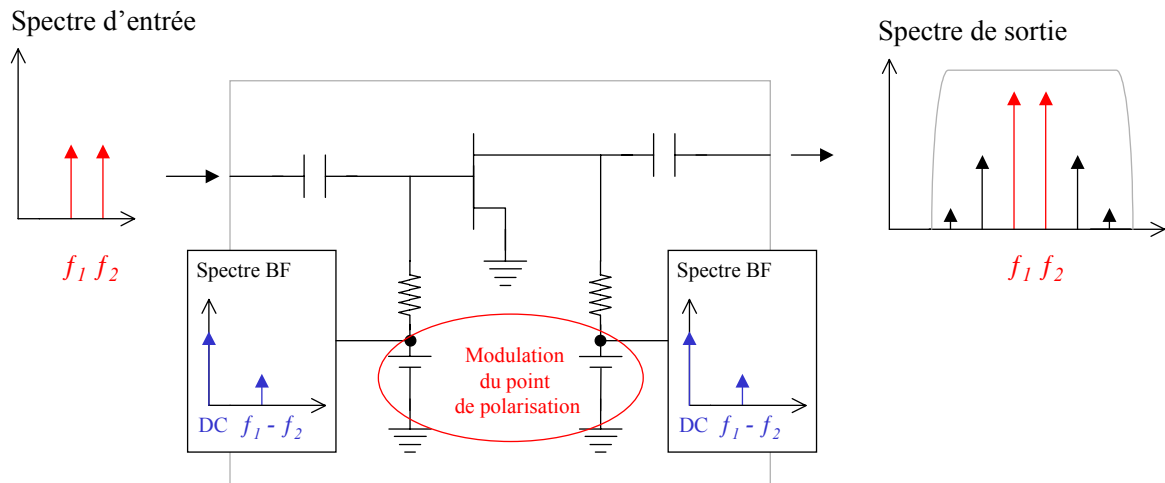 Spectre d’entrée
f1 f2
Spectre BF
DC f1 - f2
Modulation
du point
de polarisation
Spectre BF
DC f1 - f2
Spectre de sortie
f1 f2